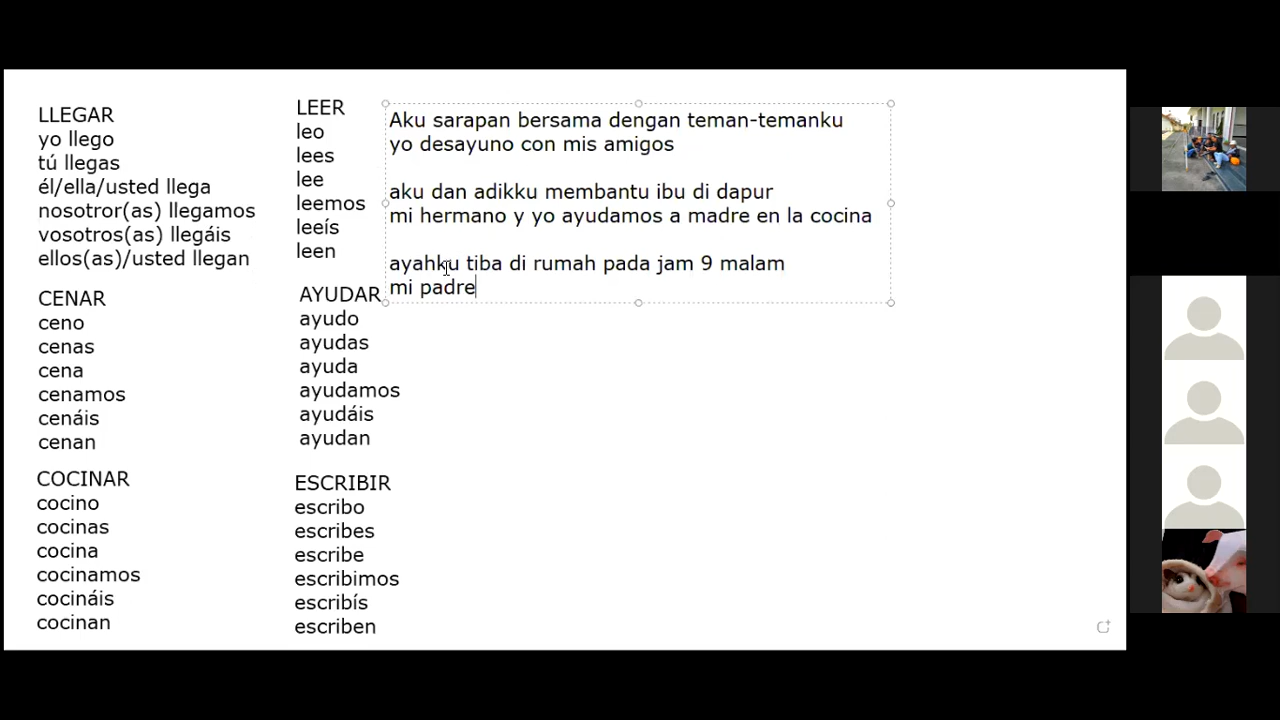 LLEGAR
yo llego
tú llegas
él/ella/usted llega
nosotror(as) llegamos
vosotros(as) llegáis
ellos(as)/usted llegan
CENAR
ceno
cenas
cena
cenamos
cenáis
cenan
COCINAR
cocino
cocinas
cocina
cocinamos
cocináis
cocinan
LEER
leo
lees
lee
leemos
leeís
leen
AYUDAR
ayudo
ayudas
ayuda
ayudamos
ayudáis
ayudan
ESCRIBIR
escribo
escribes
escribe
escribimos
escribís
escriben
Aku sarapan bersama dengan teman-temanku
yo desayuno con mis amigos
aku dan adikku membantu ibu di dapur
mi hermano y yo ayudamos a madre en la cocina
ayahku tiba di rumah pada jam 9 malam
mi padre